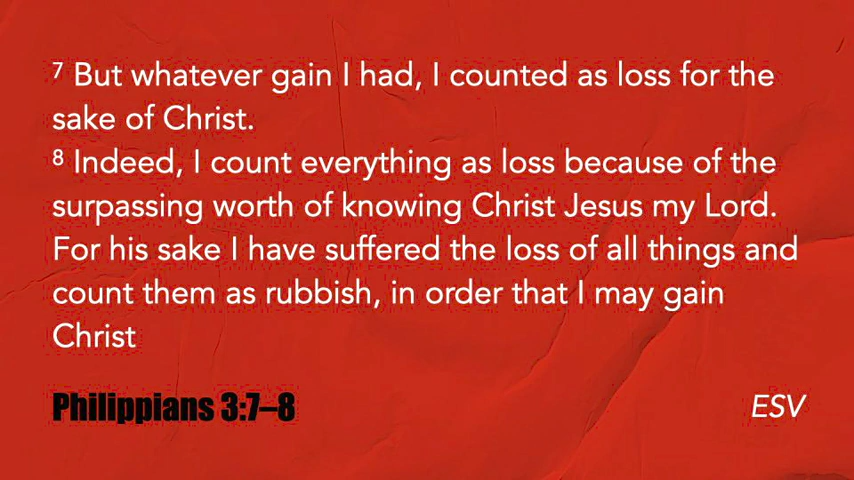 7 But whatever gain I had, I counted as loss for the
sake of Christ.
8 Indeed, I count everything as loss because of the
surpassing worth of knowing Christ Jesus my Lord.
For his sake I have suffered the loss of all things and
count them as rubbish, in order that I may gain
Christ
Philippians 3:7–8
ESV